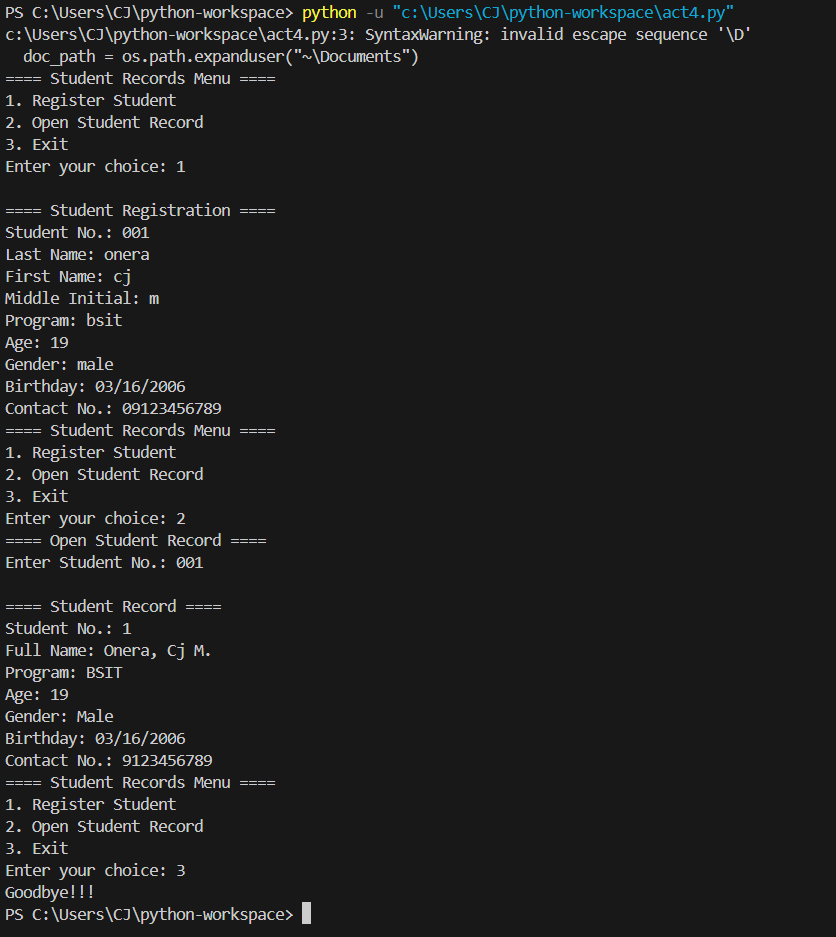 PS C:\Users\CJ\python-workspace> python -u "c:\Users\CJ\python-workspace\act4.py"
c:\Users\CJ\python-workspace\act4.py:3: SyntaxWarning: invalid escape sequence '\D'
  doc_path = os.path.expanduser("~\Documents")
==== Student Records Menu ====
1. Register Student
2. Open Student Record
3. Exit
Enter your choice: 1

==== Student Registration ====
Student No.: 001
Last Name: onera
First Name: cj
Middle Initial: m
Program: bsit
Age: 19
Gender: male
Birthday: 03/16/2006
Contact No.: 09123456789
==== Student Records Menu ====
1. Register Student
2. Open Student Record
3. Exit
Enter your choice: 2
==== Open Student Record ====
Enter Student No.: 001

==== Student Record ====
Student No.: 1
Full Name: Onera, Cj M.
Program: BSIT
Age: 19
Gender: Male
Birthday: 03/16/2006
Contact No.: 9123456789
==== Student Records Menu ====
1. Register Student
2. Open Student Record
3. Exit
Enter your choice: 3
Goodbye!!!
PS C:\Users\CJ\python-workspace>